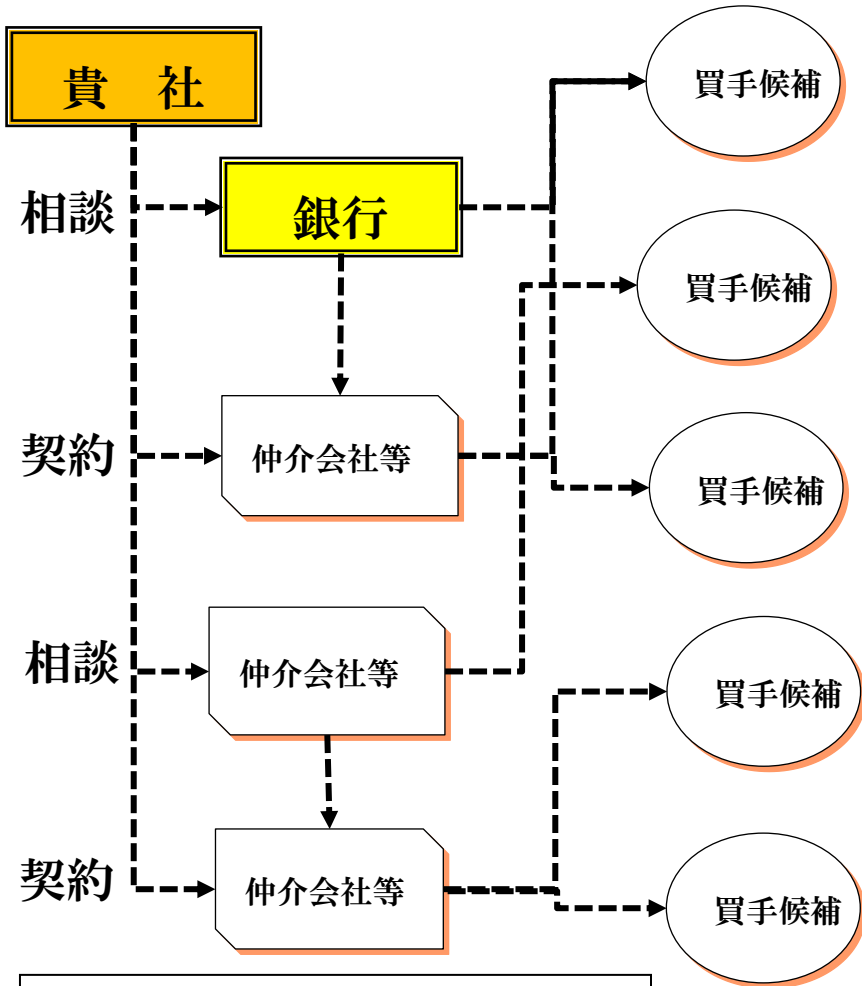 貴　社
買手候補
相談
銀行
買手候補
契約
仲介会社等
買手候補
相談
仲介会社等
買手候補
契約
仲介会社等
買手候補